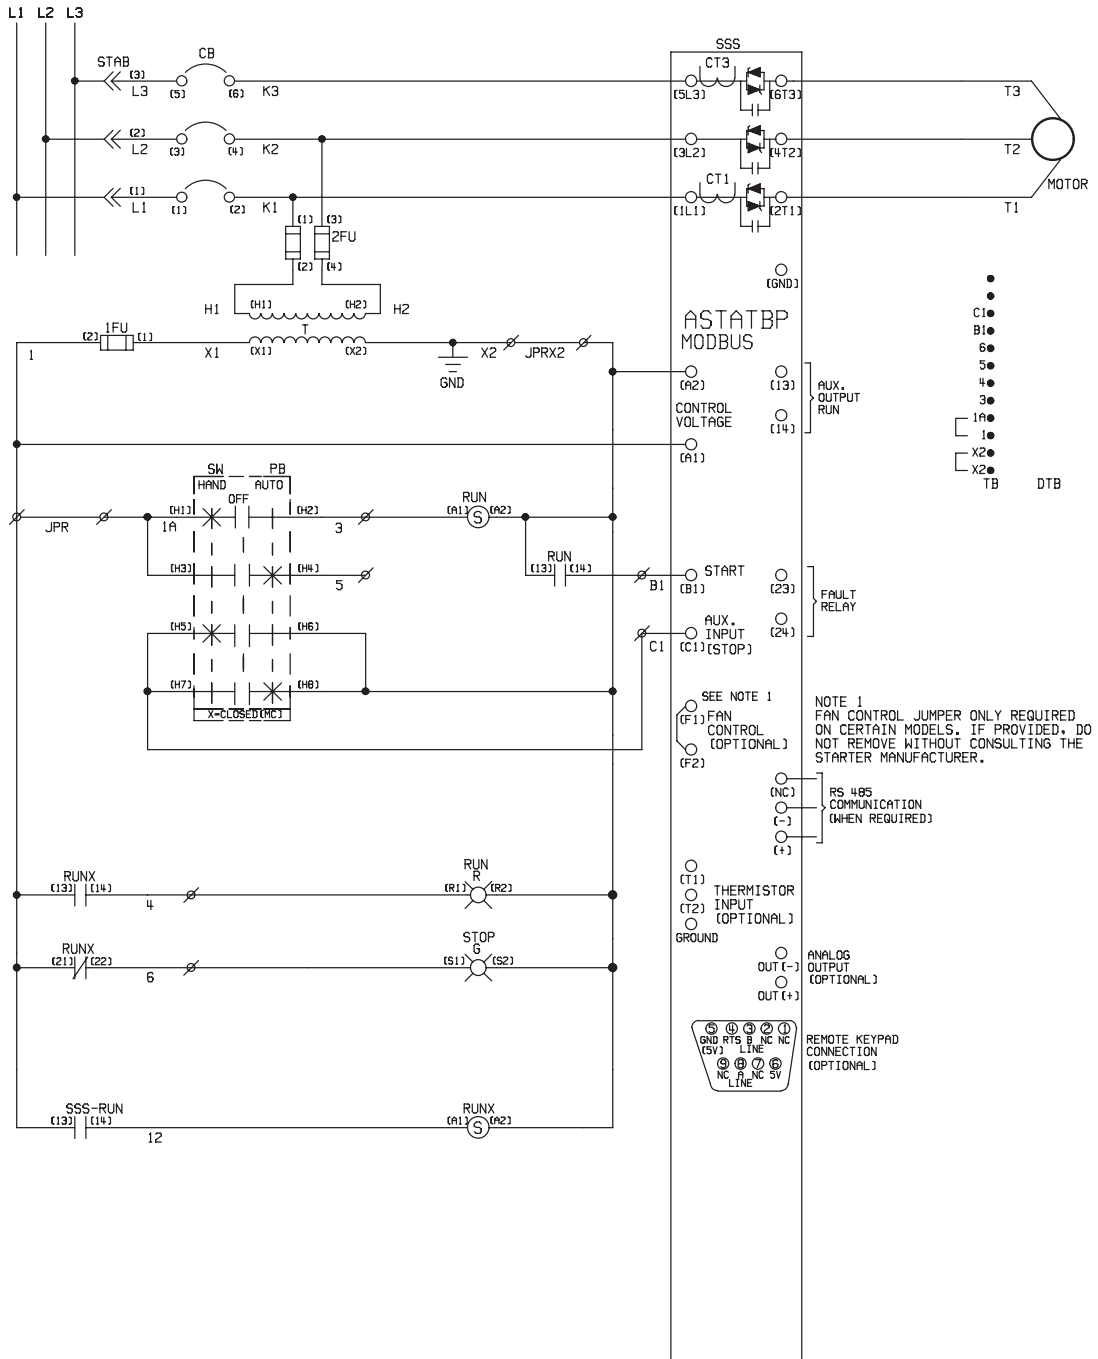 L1 L2 L3
SSS
STAB
CB
CT3
(3)
L3
(5)
(6)
K3
(5L3)
(6T3)
T3
(2)
L2
(3)
(4)
K2
(3L2)
(4T2)
T2
CT1
MOTOR
(1)
L1
(1)
(2)
K1
(1L1)
(2T1)
T1
(1)
(3)
2FU
(2)
(4)
(GND)
H1
(H1)
(H2)
H2
T
1FU
(2)
(1)
1
X1
(X1)
(X2)
GND
X2
JPRX2
ASTATBP
MODBUS
(A2)
(13)
AUX.
OUTPUT
RUN
CONTROL
VOLTAGE
(14)
(A1)
C1
B1
6
5
4
3
1A
1
X2
X2
TB
DTB
SW
PB
HAND
OFF
AUTO
JPR
(H1)
1A
(H2)
3
RUN
(A1)
S
(A2)
(H3)
(H4)
5
RUN
(13)
(14)
B1
(B1)
START
(23)
FAULT
RELAY
(H5)
(H6)
C1
(C1)
AUX.
INPUT
(STOP)
(24)
(H7)
(H8)
X=CLOSED(MC)
SEE NOTE 1
(F1)
FAN
CONTROL
(OPTIONAL)
(F2)
NOTE 1
FAN CONTROL JUMPER ONLY REQUIRED
ON CERTAIN MODELS. IF PROVIDED, DO
NOT REMOVE WITHOUT CONSULTING THE
STARTER MANUFACTURER.
(NC)
(-)
(+)
RS 485
COMMUNICATION
(WHEN REQUIRED)
RUNX
(13)
(14)
4
RUN
R
(R1)
(R2)
(T1)
(T2)
THERMISTOR
INPUT
(OPTIONAL)
GROUND
RUNX
(21)
(22)
6
STOP
G
(S1)
(S2)
OUT(-)
OUT(+)
ANALOG
OUTPUT
(OPTIONAL)
5 4 3 2 1
GND RTS B NC NC
(5V) LINE
9 8 7 6
NC A NC 5V
LINE
REMOTE KEYPAD
CONNECTION
(OPTIONAL)
SSS-RUN
(13)
(14)
12
RUNX
(A1)
S
(A2)